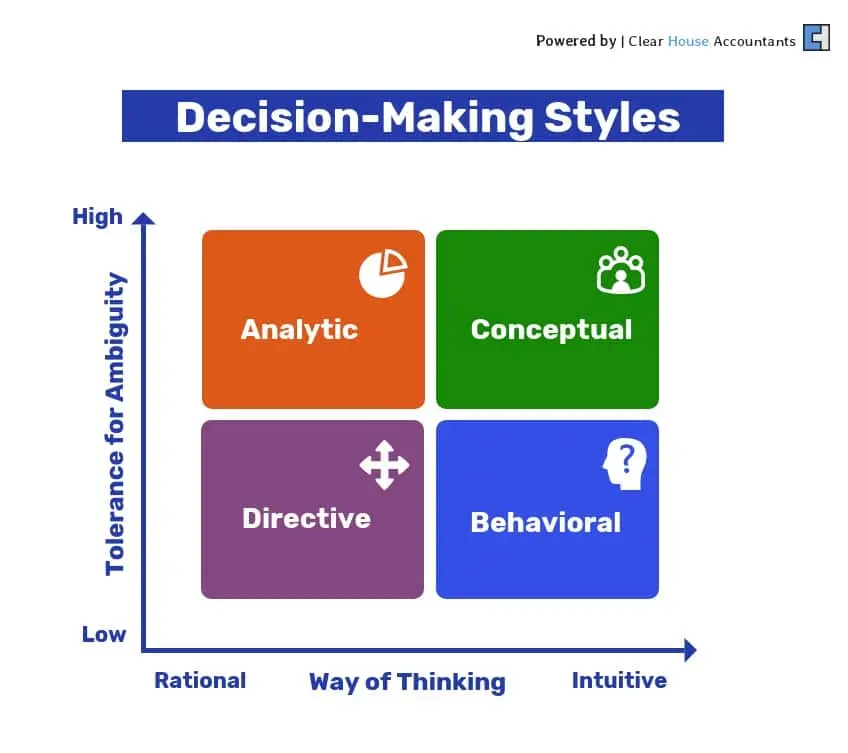 Powered by | Clear House Accountants
Decision-Making Styles
High
Tolerance for Ambiguity
Low
Analytic
Conceptual
Directive
Behavioral
?
Rational
Way of Thinking
Intuitive